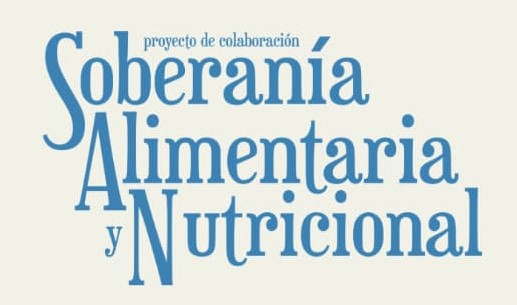 proyecto de colaboración
Soberanía
Alimentaria
y Nutricional